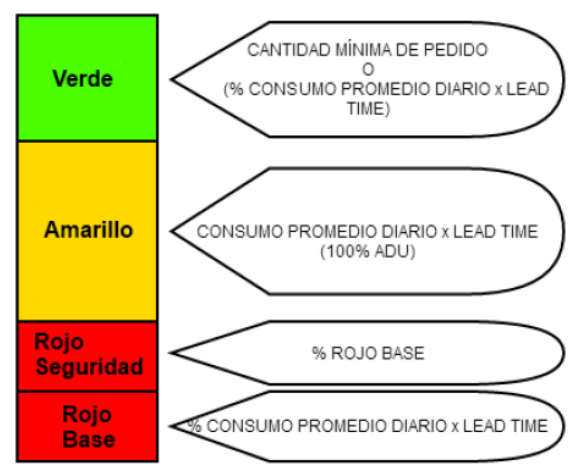 Verde
CANTIDAD MÍNIMA DE PEDIDO
O
(% CONSUMO PROMEDIO DIARIO x LEAD
TIME)
Amarillo
CONSUMO PROMEDIO DIARIO x LEAD TIME
(100% ADU)
Rojo
Seguridad
% ROJO BASE
Rojo
Base
% CONSUMO PROMEDIO DIARIO x LEAD TIME